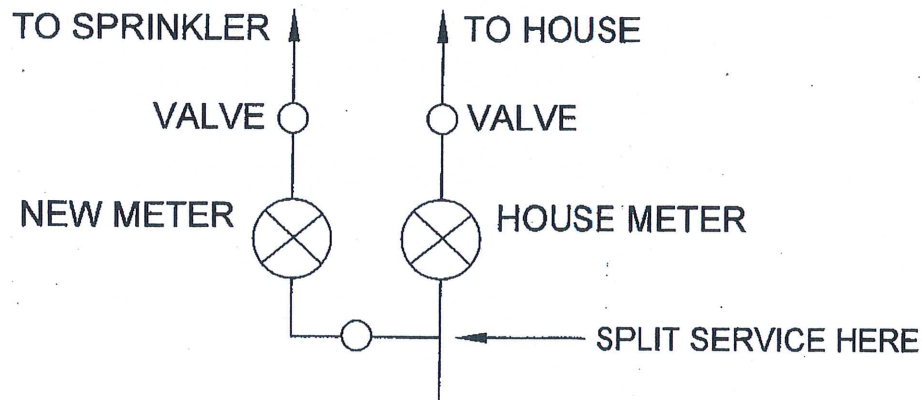 TO SPRINKLER
TO HOUSE
VALVE
VALVE
NEW METER
HOUSE METER
SPLIT SERVICE HERE